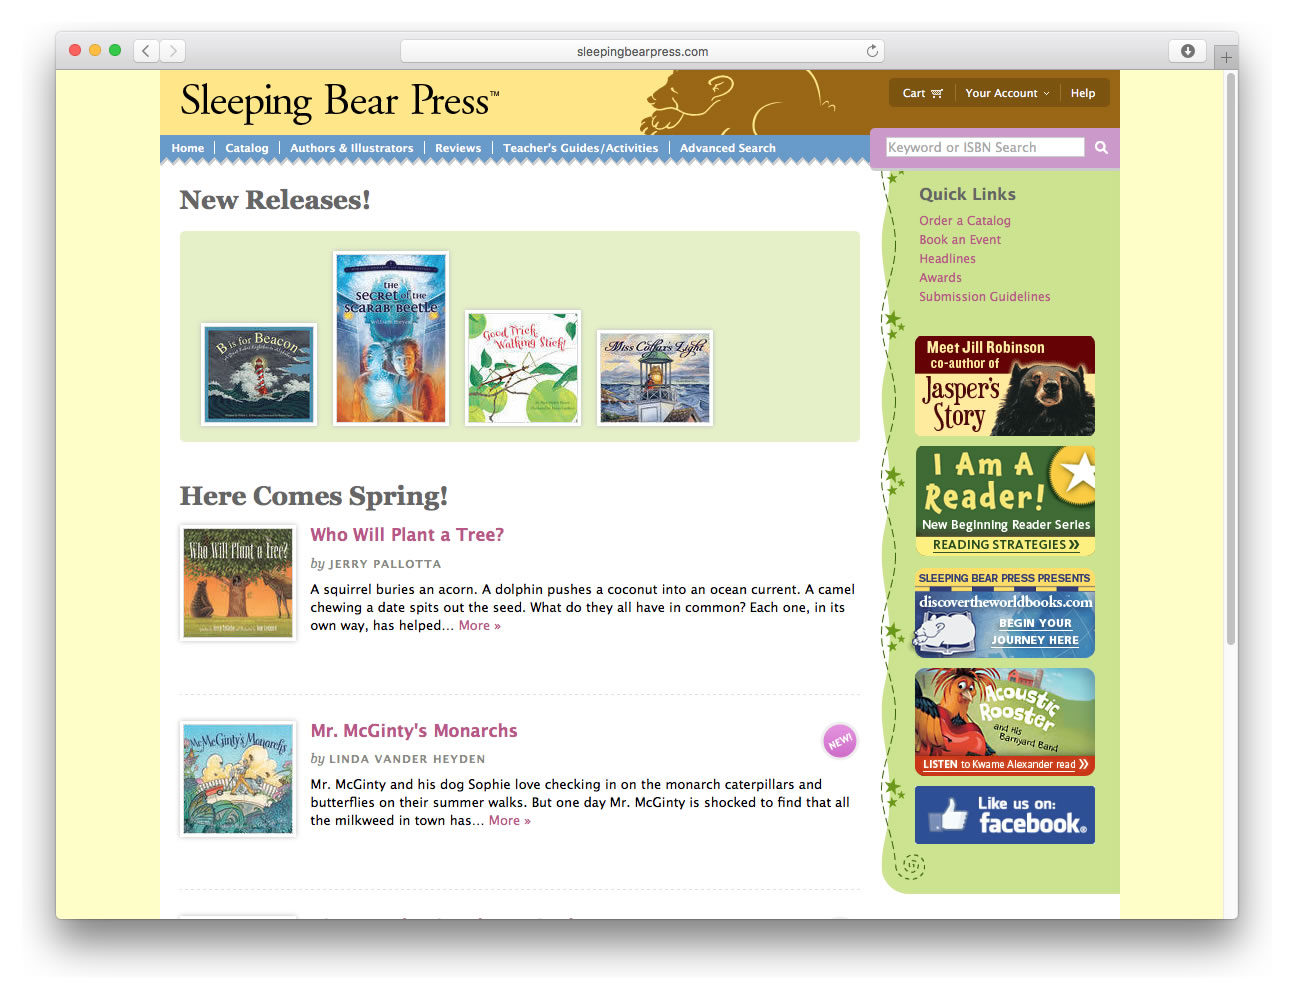 sleepingbearpress.com
Sleeping Bear Press™
Cart
Your Account
Help
Home
Catalog
Authors & Illustrators
Reviews
Teacher's Guides/Activities
Advanced Search
Keyword or ISBN Search
New Releases!
B is for Beacon
THE
SECRET of THE
SCARAB BEETLE
Good Trick
Walking Stick!
Miss Colfax's Light
Here Comes Spring!
Who Will Plant a Tree?
Who Will Plant a Tree?
by JERRY PALLOTTA
A squirrel buries an acorn. A dolphin pushes a coconut into an ocean current. A camel
chewing a date spits out the seed. What do they all have in common? Each one, in its
own way, has helped... More »
Mr. McGinty's Monarchs
Mr. McGinty's Monarchs
NEW!
by LINDA VANDER HEYDEN
Mr. McGinty and his dog Sophie love checking in on the monarch caterpillars and
butterflies on their summer walks. But one day Mr. McGinty is shocked to find that all
the milkweed in town has... More »
Quick Links
Order a Catalog
Book an Event
Headlines
Awards
Submission Guidelines
Meet Jill Robinson
co-author of
Jasper's
Story
I Am A
Reader!
New Beginning Reader Series
READING STRATEGIES »
SLEEPING BEAR PRESS PRESENTS
discovertheworldbooks.com
BEGIN YOUR
JOURNEY HERE
Acoustic
Rooster
and His
Barnyard Band
LISTEN to Kwame Alexander read »
Like us on:
facebook®